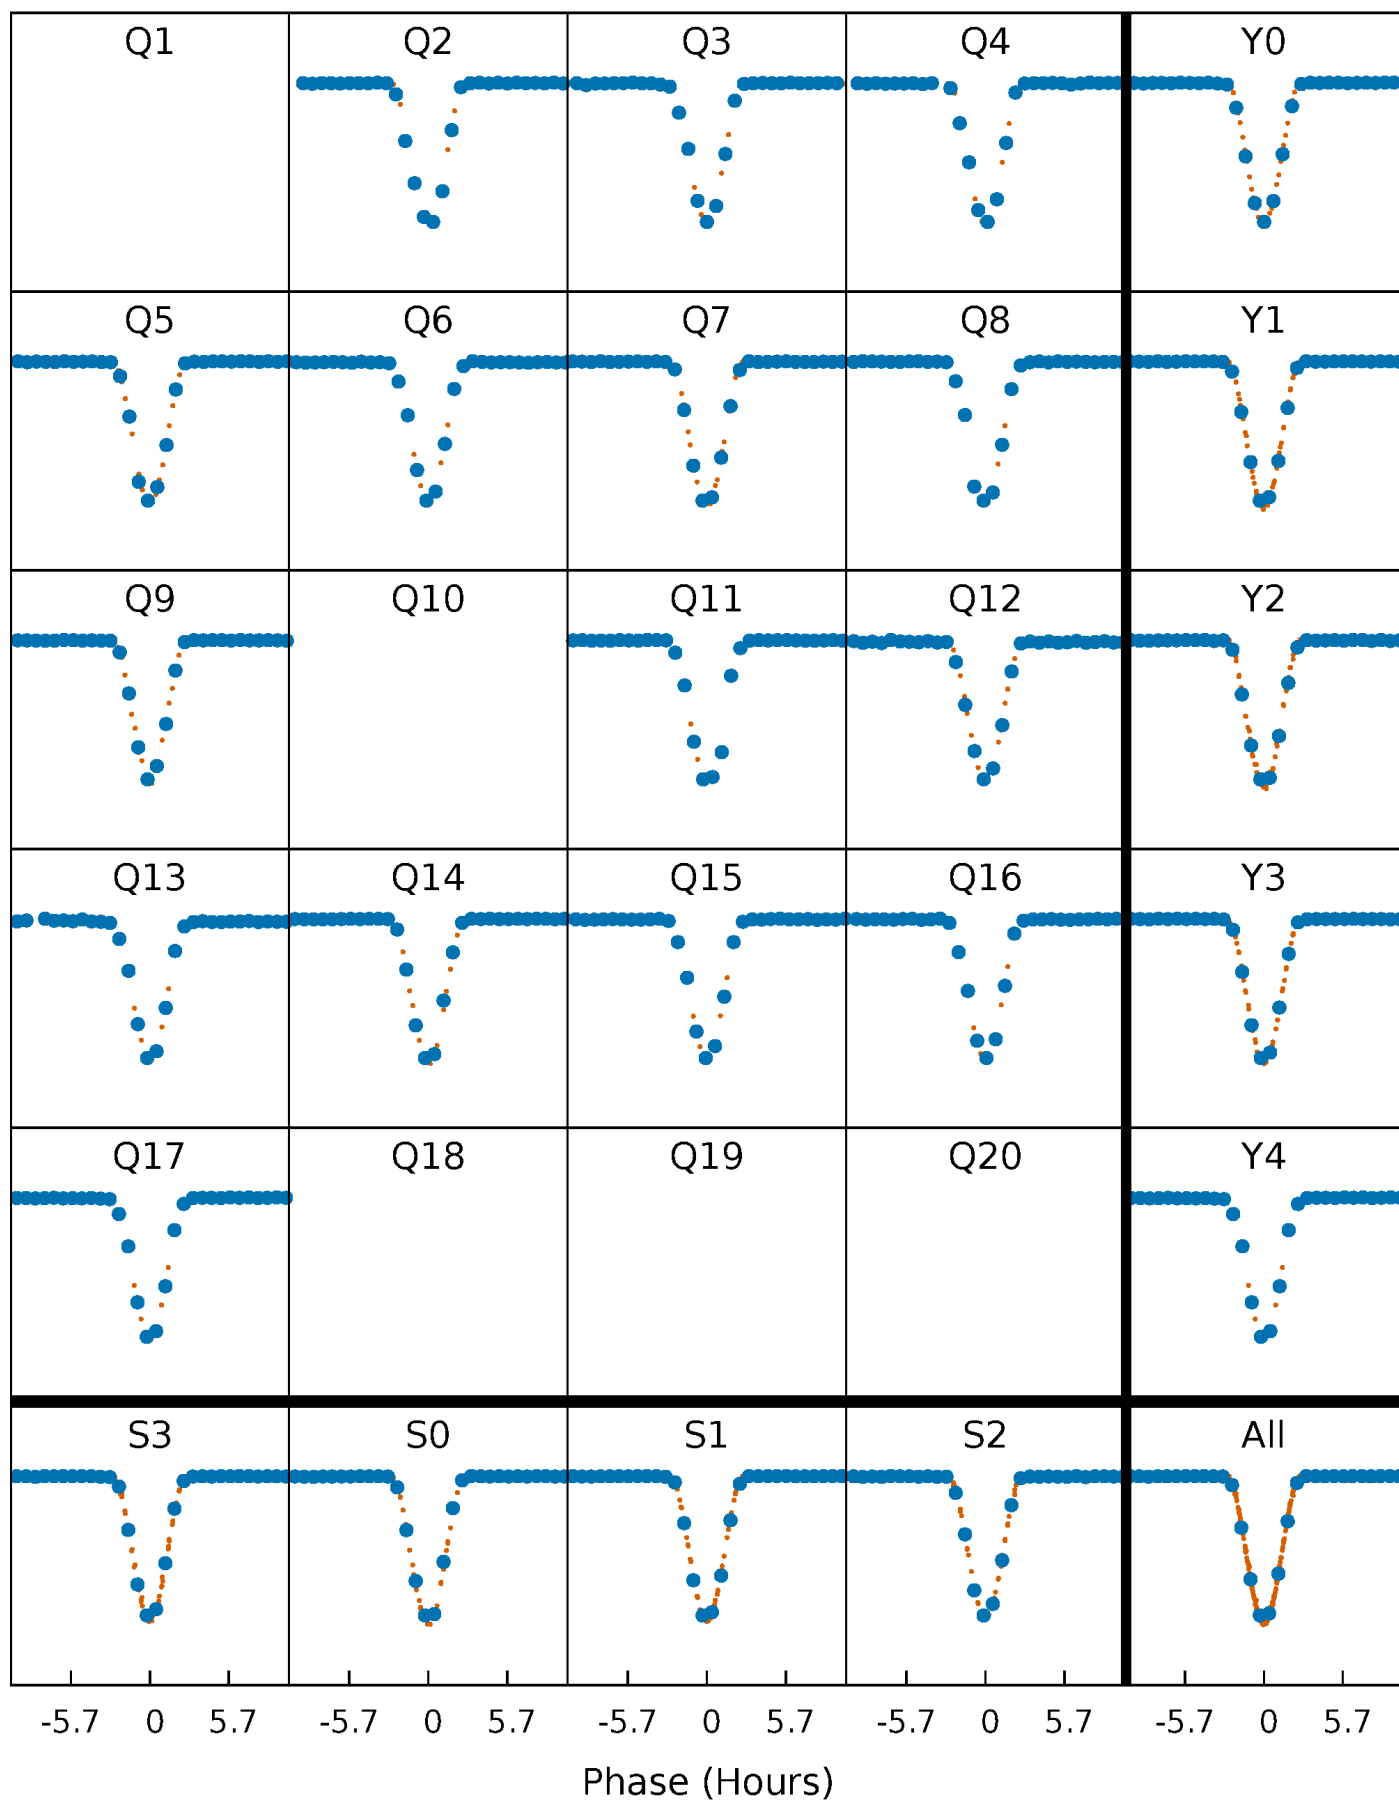 Q1 Q2 Q3 Q4 Y0
Q5 Q6 Q7 Q8 Y1
Q9 Q10 Q11 Q12 Y2
Q13 Q14 Q15 Q16 Y3
Q17 Q18 Q19 Q20 Y4
S3 S0 S1 S2 All
-5.7 0 5.7 -5.7 0 5.7 -5.7 0 5.7 -5.7 0 5.7 -5.7 0 5.7
Phase (Hours)